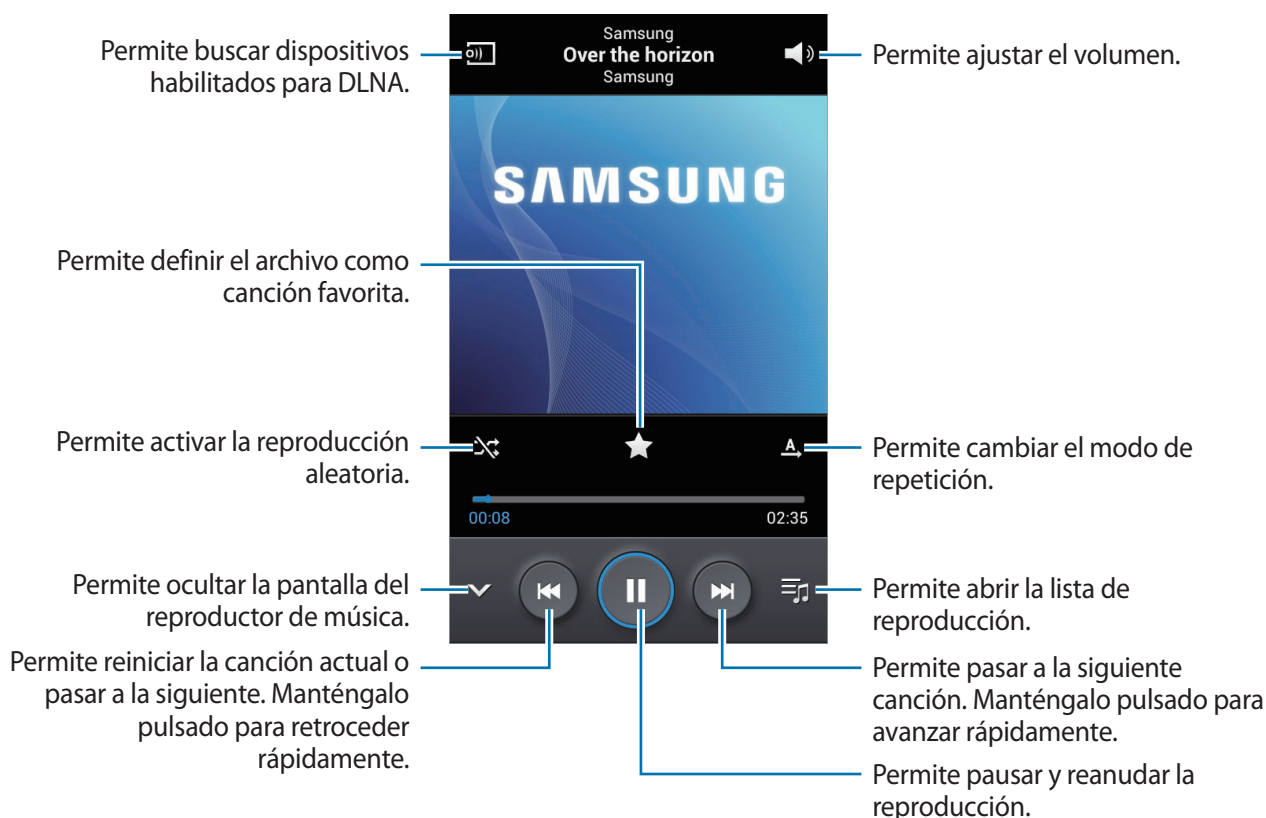 Permite buscar dispositivos
habilitados para DLNA.
Samsung
Over the horizon
Samsung
Permite ajustar el volumen.
SAMSUNG
Permite definir el archivo como
canción favorita.
Permite activar la reproducción
aleatoria.
A
Permite cambiar el modo de
repetición.
00:08
02:35
Permite ocultar la pantalla del
reproductor de música.
Permite abrir la lista de
reproducción.
Permite reiniciar la canción actual o
pasar a la siguiente. Manténgalo
pulsado para retroceder
rápidamente.
Permite pasar a la siguiente
canción. Manténgalo pulsado para
avanzar rápidamente.
Permite pausar y reanudar la
reproducción.